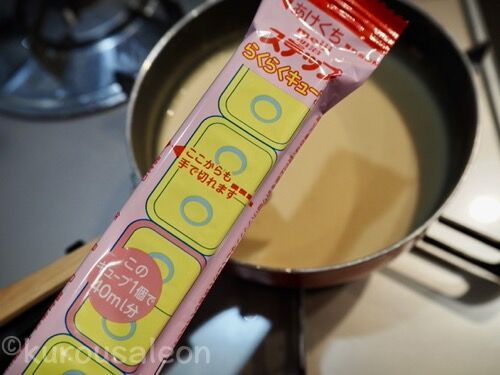 あけくち
meiji
ステップ
らくらくキュー
ここからも
手で切れます
この
キューブ1個で
40ml分
©kurousaleon